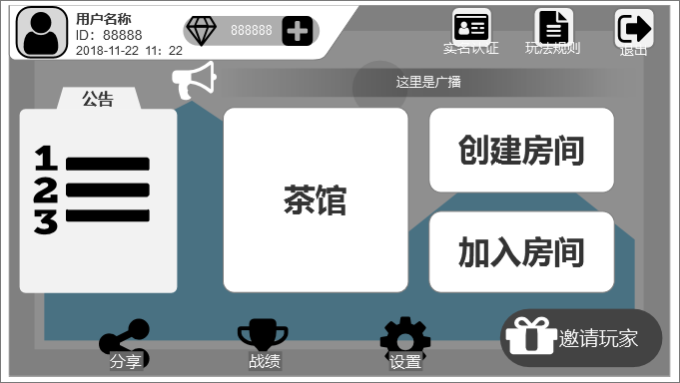 用户名称
ID：88888
2018-11-22 11：22
888888
实名认证
玩法规则
退出
这里是广播
公告
1
2
3
茶馆
创建房间
加入房间
分享
战绩
设置
邀请玩家